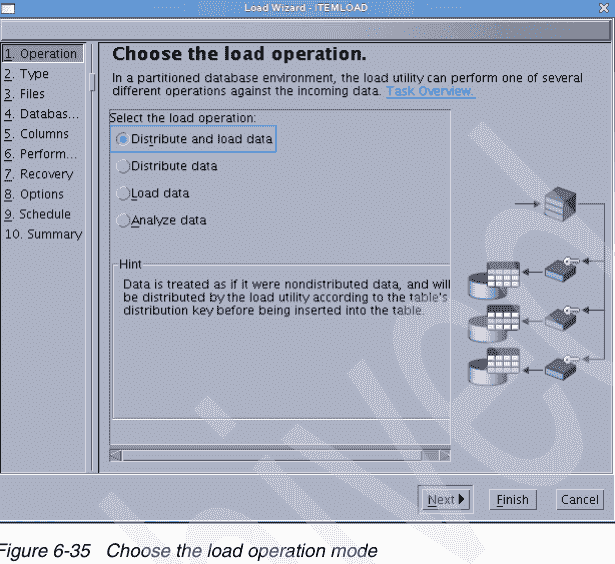 Load Wizard - ITEMLOAD
1. Operation
2. Type
3. Files
4. Databas...
5. Columns
6. Perform...
7. Recovery
8. Options
9. Schedule
10. Summary
Choose the load operation.
In a partitioned database environment, the load utility can perform one of several
different operations against the incoming data. Task Overview.
Select the load operation:
Distribute and load data
Distribute data
Load data
Analyze data
Hint
Data is treated as if it were nondistributed data, and will
be distributed by the load utility according to the table's
distribution key before being inserted into the table.
Next
Finish
Cancel
Figure 6-35 Choose the load operation mode